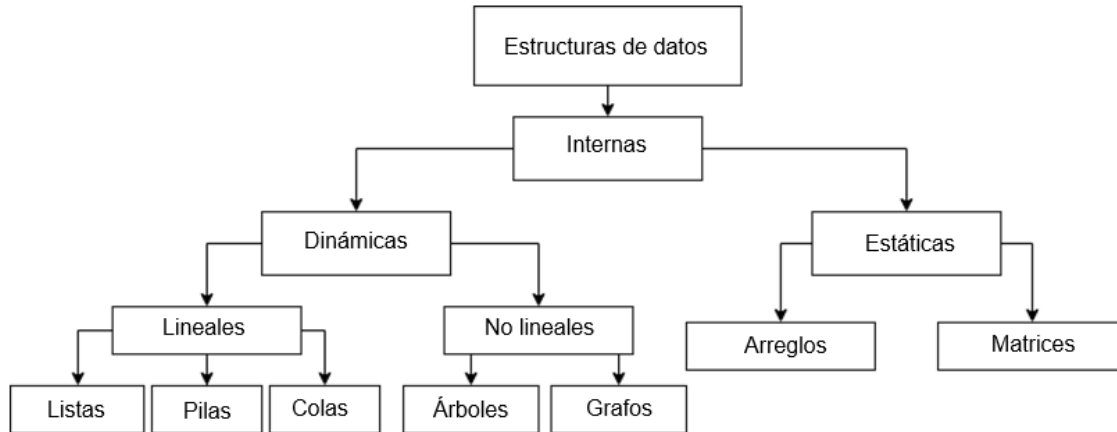 Estructuras de datos
Internas
Dinámicas
Estáticas
Lineales
No lineales
Arreglos
Matrices
Listas
Pilas
Colas
Árboles
Grafos